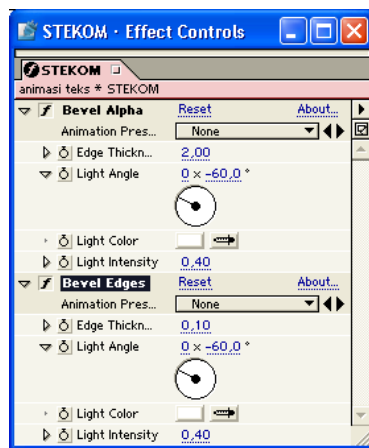 STEKOM · Effect Controls
STEKOM
animasi teks * STEKOM
Bevel Alpha Reset About...
Animation Pres... None
Edge Thickn... 2,00
Light Angle 0 × -60,0 °
Light Color
Light Intensity 0,40
Bevel Edges Reset About...
Animation Pres... None
Edge Thickn... 0,10
Light Angle 0 × -60,0 °
Light Color
Light Intensity 0,40